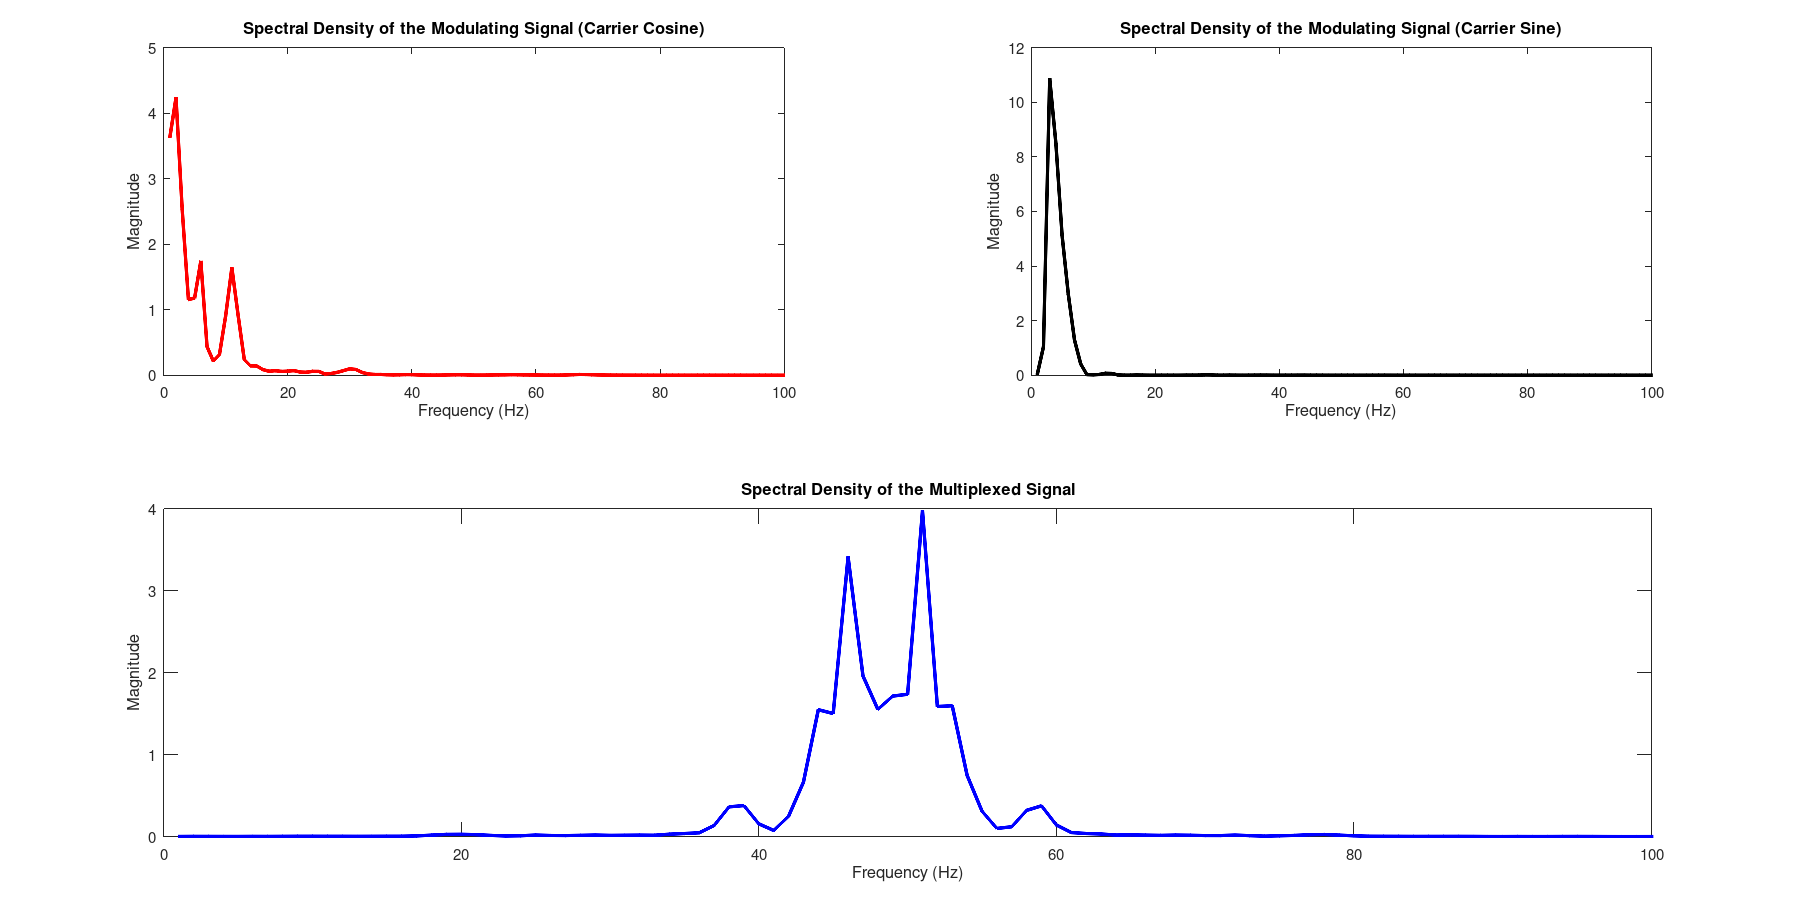 Spectral Density of the Modulating Signal (Carrier Cosine)
5
4
3
2
1
0
Magnitude
0 20 40 60 80 100
Frequency (Hz)
Spectral Density of the Modulating Signal (Carrier Sine)
12
10
8
6
4
2
0
Magnitude
0 20 40 60 80 100
Frequency (Hz)
Spectral Density of the Multiplexed Signal
4
3
2
1
0
Magnitude
0 20 40 60 80 100
Frequency (Hz)